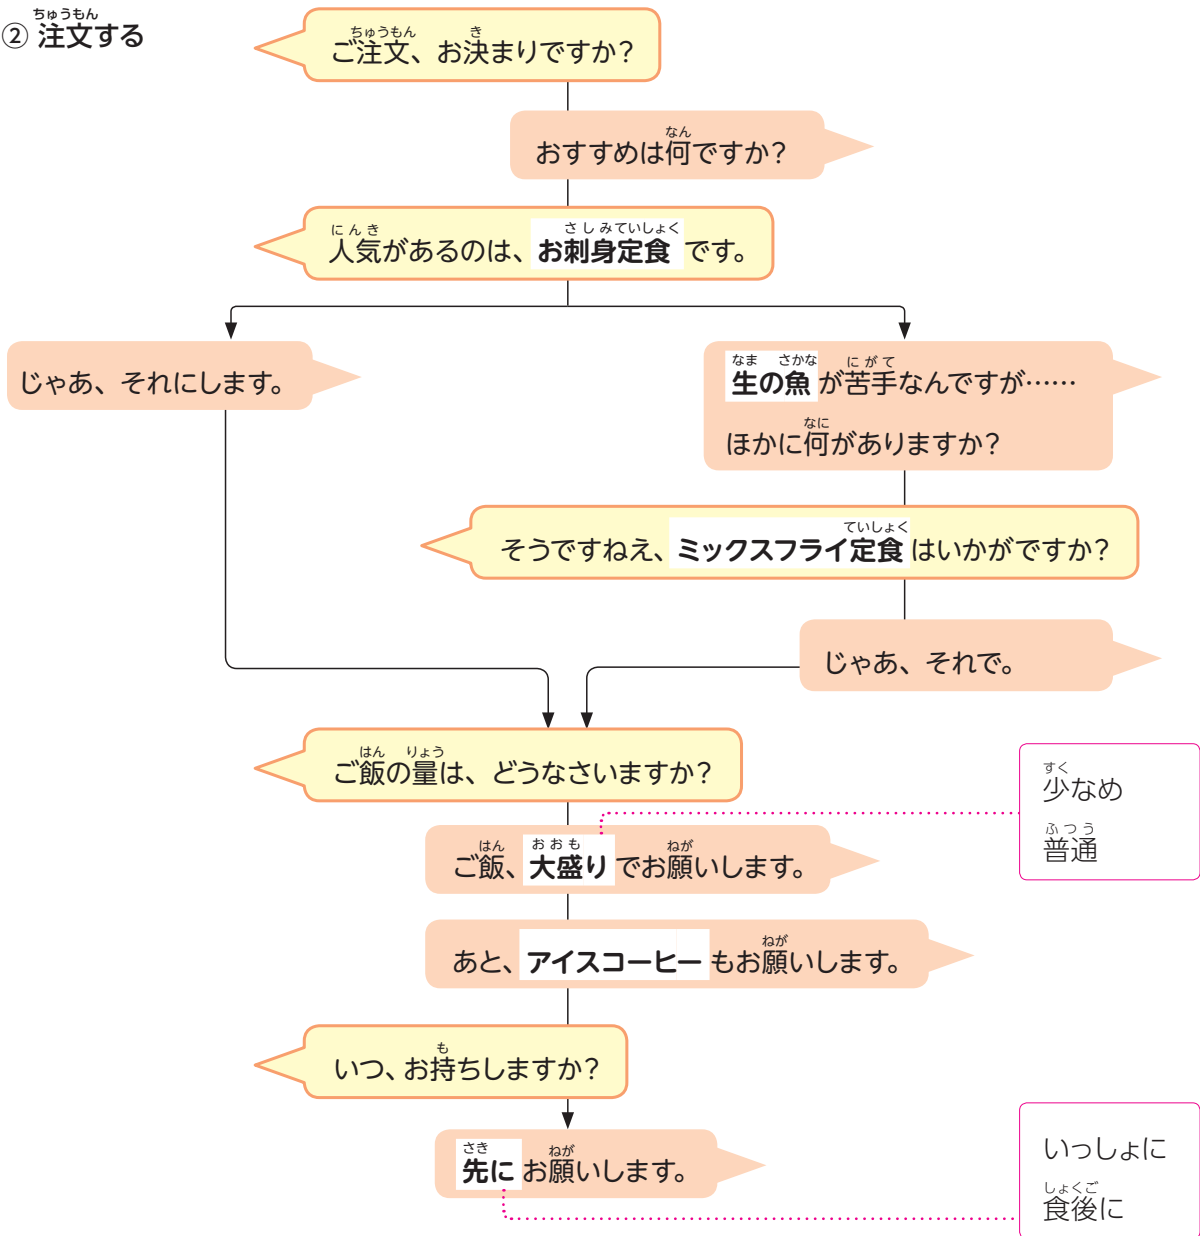 ② 注文する
ちゅうもん
ご注文、お決まりですか?
ちゅうもん き
おすすめは何ですか?
なん
人気があるのは、お刺身定食です。
にんき さしみていしょく
じゃあ、それにします。
生の魚が苦手なんですが……
なま さかな にがて
ほかに何がありますか?
なに
そうですねえ、ミックスフライ定食はいかがですか?
ていしょく
じゃあ、それで。
ご飯の量は、どうなさいますか?
はん りょう
ご飯、大盛りでお願いします。
はん おおも ねが
少なめ
すく
普通
ふつう
あと、アイスコーヒーもお願いします。
ねが
いつ、お持ちしますか?
も
先にお願いします。
さき ねが
いっしょに
食後に
しょくご